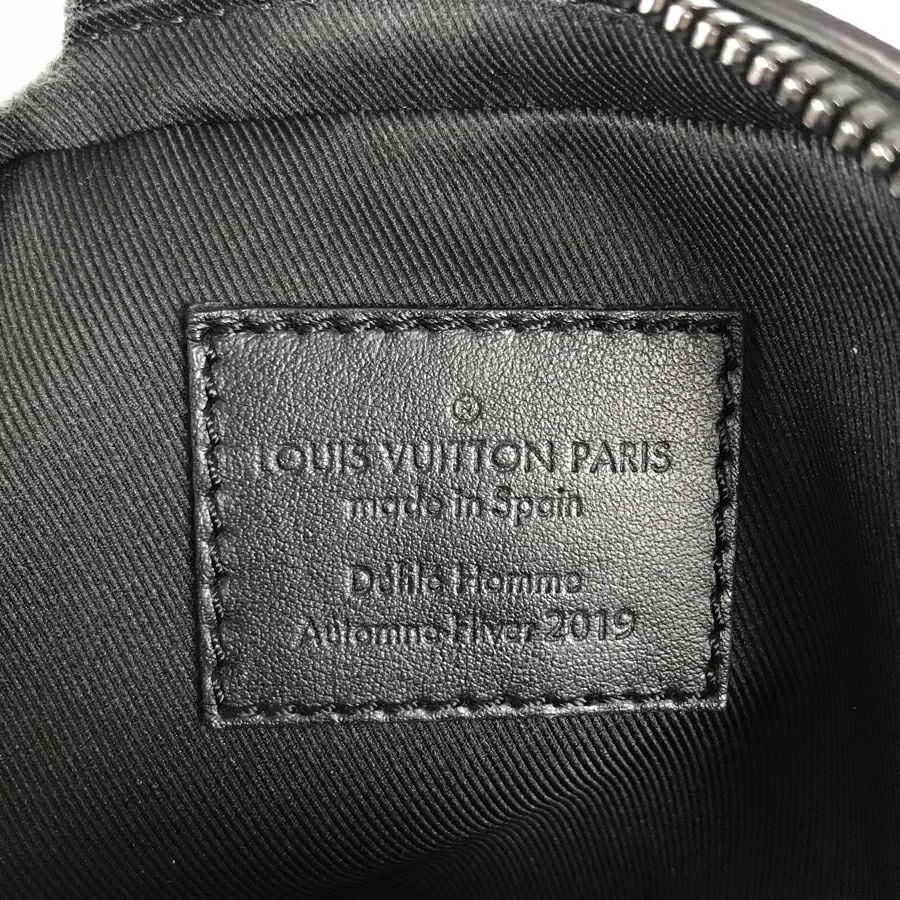 ®
LOUIS VUITTON PARIS
made in Spain
Défilé Homme
Automne-Hiver 2019